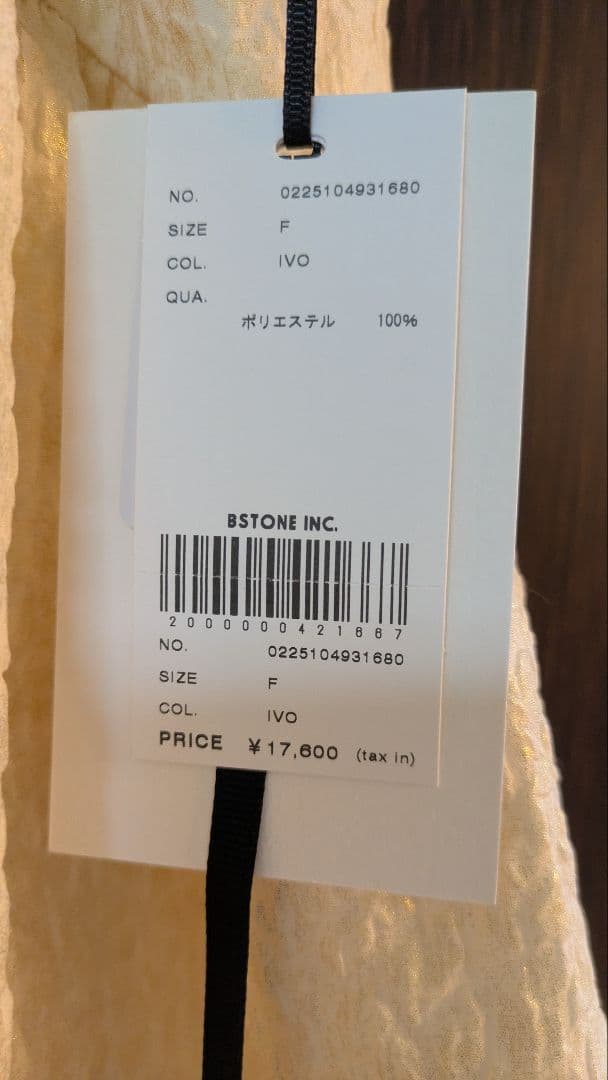 NO. 0225104931680
SIZE F
COL. IVO
QUA.
ポリエステル 100%
BSTONE INC.
2000000421667
NO. 0225104931680
SIZE F
COL. IVO
PRICE ¥17,600 (tax in)